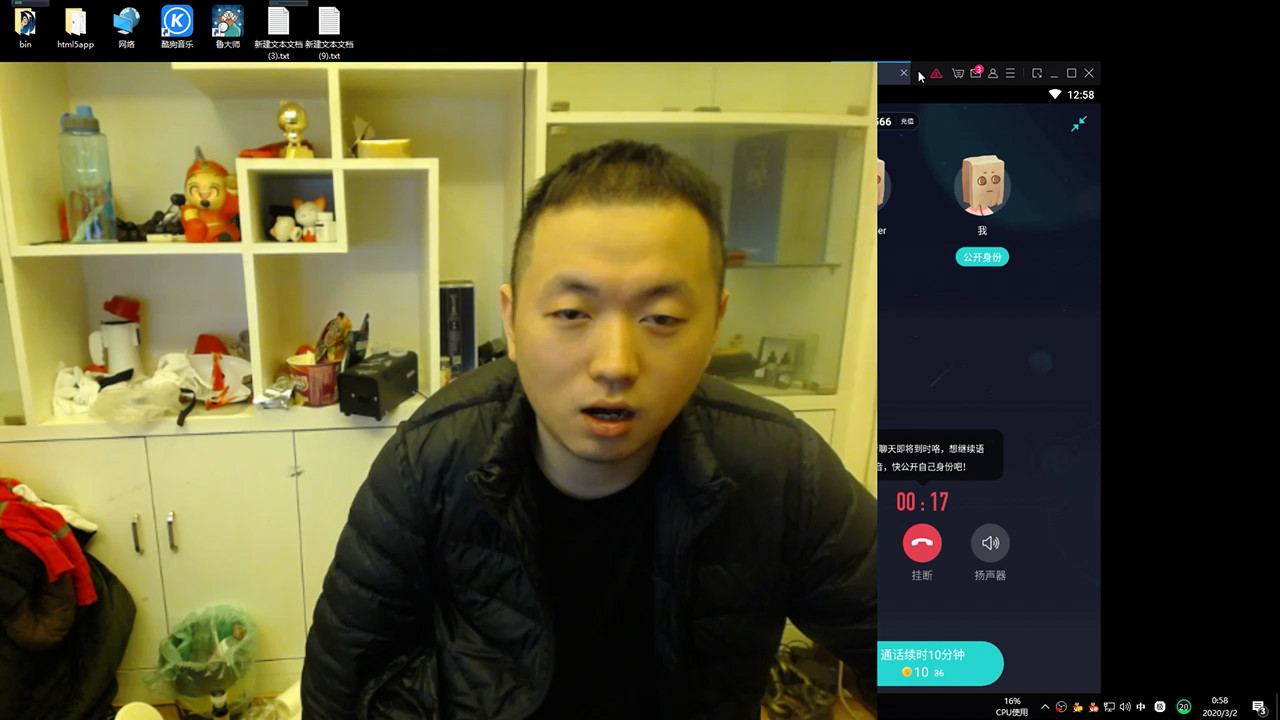 bin
html5app
网络
酷狗音乐
鲁大师
新建文本文档
(3).txt
新建文本文档
(9).txt
3
12:58
566 充值
er
我
公开身份
聊天即将到时咯，想继续语
音，快公开自己身份吧！
00 : 17
挂断
扬声器
通话续时10分钟
10 36
16%
CPU使用
中
20
0:58
2020/3/2
3